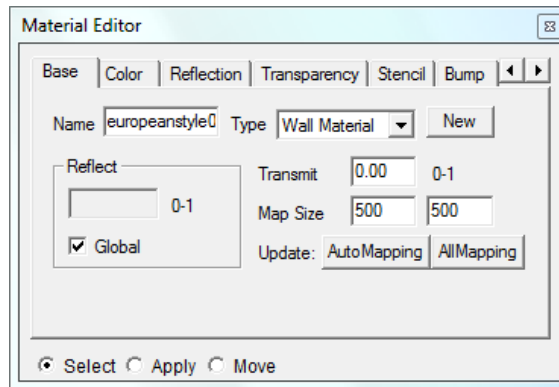 Material Editor
Base Color Reflection Transparency Stencil Bump
Name europeanstyle0 Type Wall Material New
Reflect
0-1
Global
Transmit 0.00 0-1
Map Size 500 500
Update: AutoMapping AllMapping
Select Apply Move